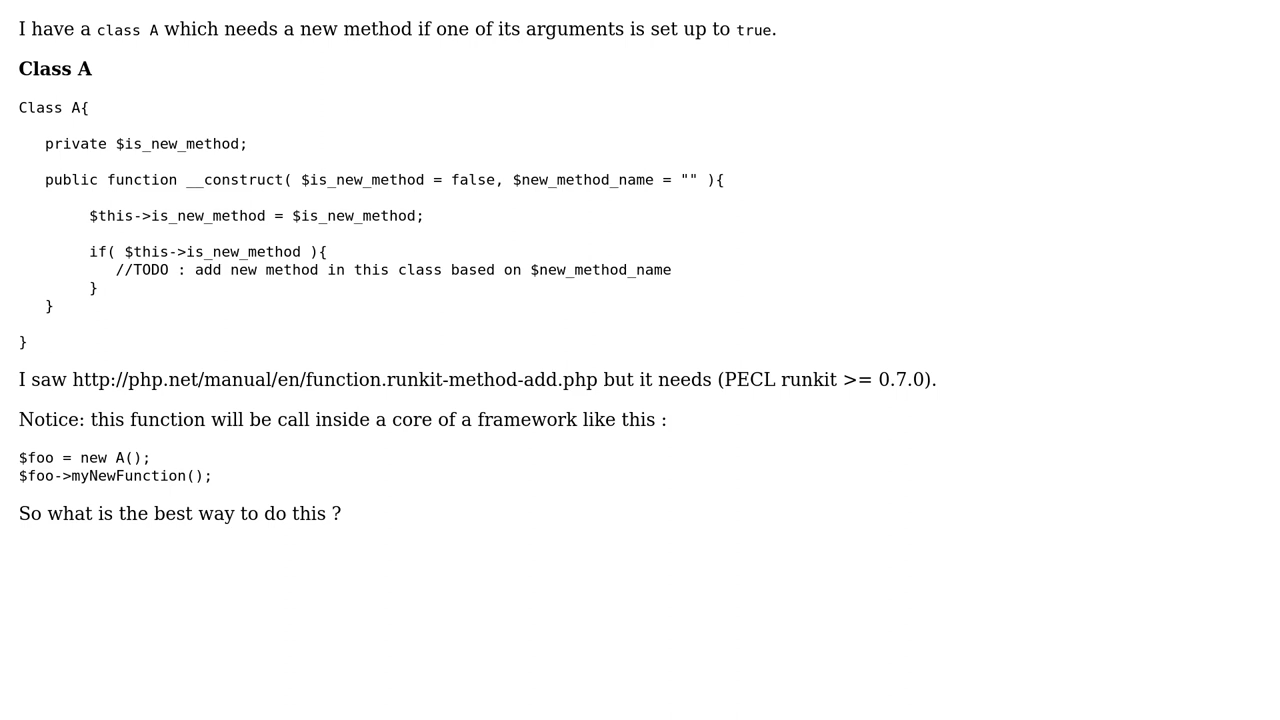 I have a class A which needs a new method if one of its arguments is set up to true.
Class A
Class A{
private $is_new_method;
public function __construct( $is_new_method = false, $new_method_name = "" ){
$this->is_new_method = $is_new_method;
if( $this->is_new_method ){
//TODO : add new method in this class based on $new_method_name
}
}
}
I saw http://php.net/manual/en/function.runkit-method-add.php but it needs (PECL runkit >= 0.7.0).
Notice: this function will be call inside a core of a framework like this :
$foo = new A();
$foo->myNewFunction();
So what is the best way to do this ?